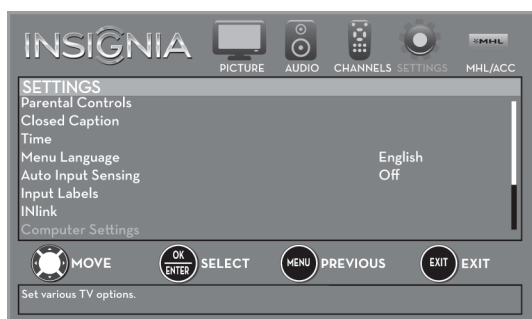 INSIGNIA
PICTURE AUDIO CHANNELS SETTINGS MHL MHL/ACC
SETTINGS
Parental Controls
Closed Caption
Time
Menu Language English
Auto Input Sensing Off
Input Labels
INlink
Computer Settings
MOVE OK ENTER SELECT MENU PREVIOUS EXIT EXIT
Set various TV options.